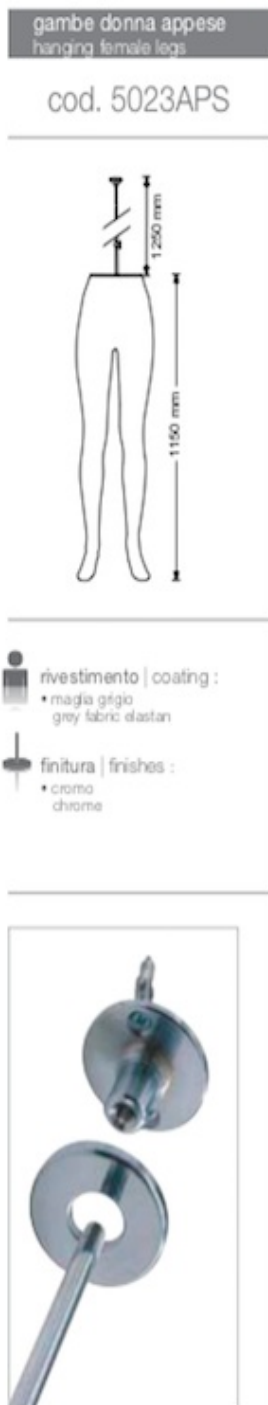 gambe donna appese
hanging female legs
cod. 5023APS
1250 mm
1150 mm
rivestimento | coating :
• maglia grigio
grey fabric elastan
finitura | finishes :
• cromo
chrome